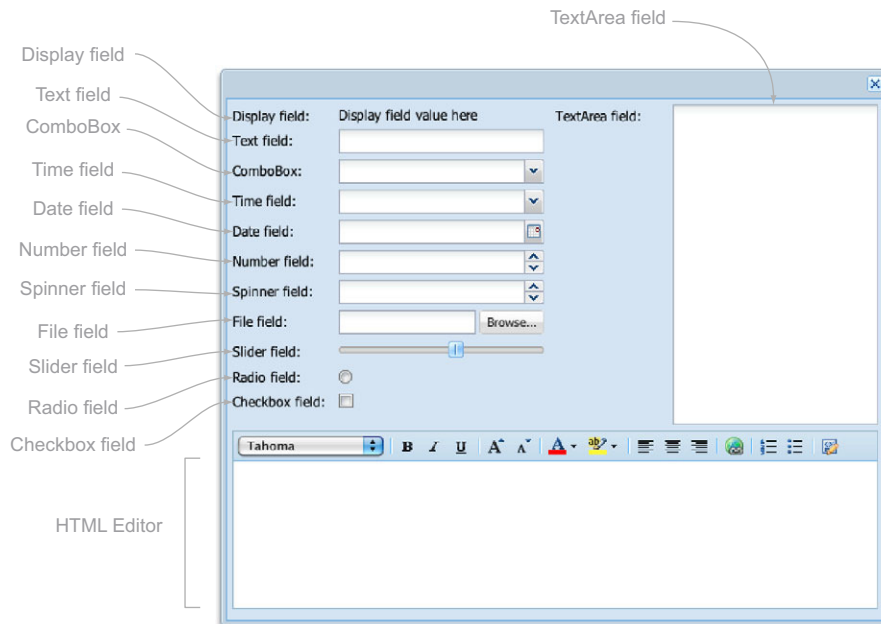 TextArea field
Display field
Text field
ComboBox
Time field
Date field
Number field
Spinner field
File field
Slider field
Radio field
Checkbox field
HTML Editor
Display field: Display field value here TextArea field:
Text field:
ComboBox:
Time field:
Date field:
Number field:
Spinner field:
File field: Browse...
Slider field:
Radio field:
Checkbox field:
Tahoma B I U A A A ab